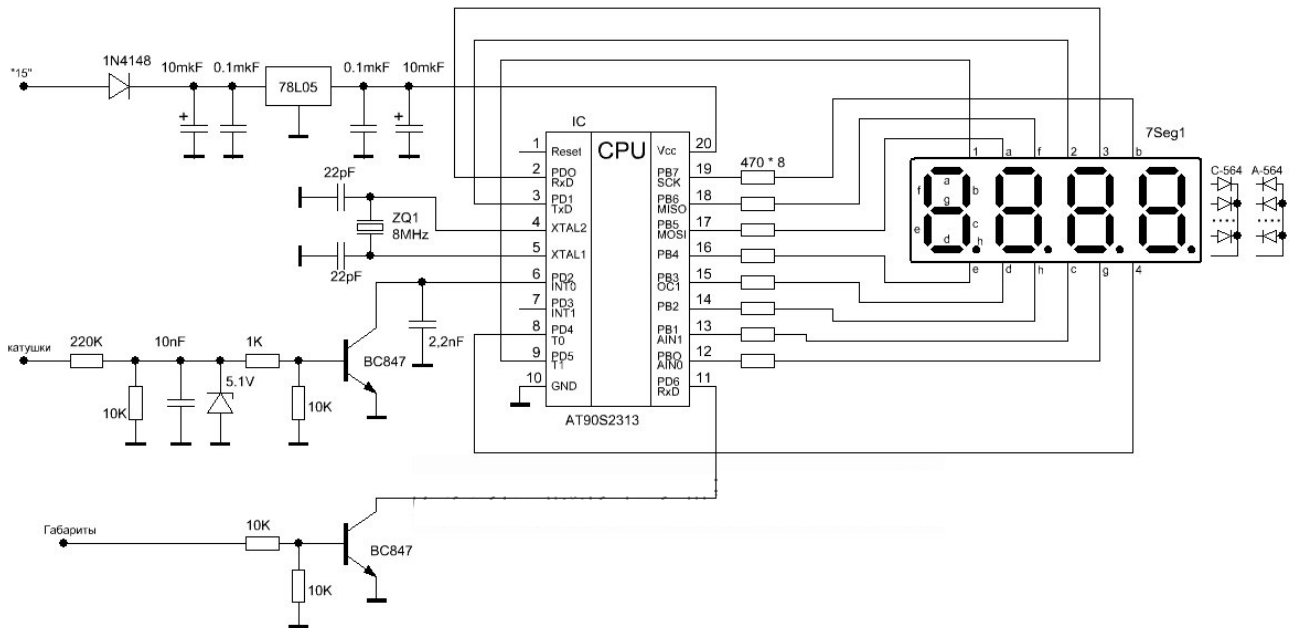 "15"
1N4148
10mkF
0.1mkF
78L05
0.1mkF
10mkF
+
+
22pF
ZQ1
8MHz
22pF
IC
CPU
1 Reset
2 PDO
RxD
3 PD1
TxD
4 XTAL2
5 XTAL1
6 PD2
INT0
7 PD3
INT1
8 PD4
T0
9 PD5
T1
10 GND
Vcc 20
PB7 19
SCK
PB6 18
MISO
PB5 17
MOSI
PB4 16
PB3 15
OC1
PB2 14
PB1 13
AIN1
PBO 12
AIN0
PD6 11
RxD
AT90S2313
470 * 8
7Seg1
1 a f 2 3 b
a
f b
g
e c
d h
e d h c g 4
C-564 A-564
катушки
220K
10nF
1K
10K
5.1V
10K
BC847
2,2nF
Габариты
10K
10K
BC847